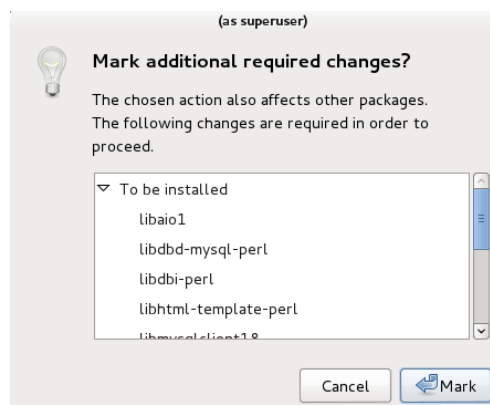 (as superuser)
Mark additional required changes?
The chosen action also affects other packages.
The following changes are required in order to
proceed.
To be installed
libaio1
libdbd-mysql-perl
libdbi-perl
libhtml-template-perl
libmysqlclient18
Cancel
Mark